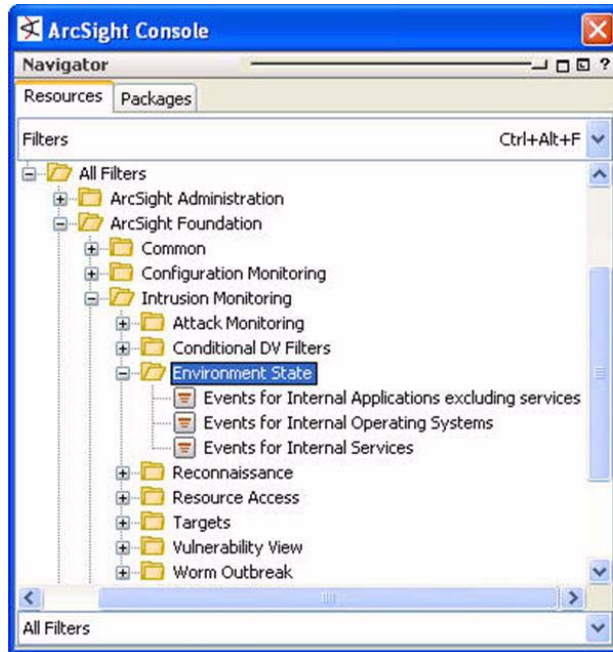 ArcSight Console
Navigator
?
Resources Packages
Filters Ctrl+Alt+F
All Filters
ArcSight Administration
ArcSight Foundation
Common
Configuration Monitoring
Intrusion Monitoring
Attack Monitoring
Conditional DV Filters
Environment State
Events for Internal Applications excluding services
Events for Internal Operating Systems
Events for Internal Services
Reconnaissance
Resource Access
Targets
Vulnerability View
Worm Outbreak
All Filters